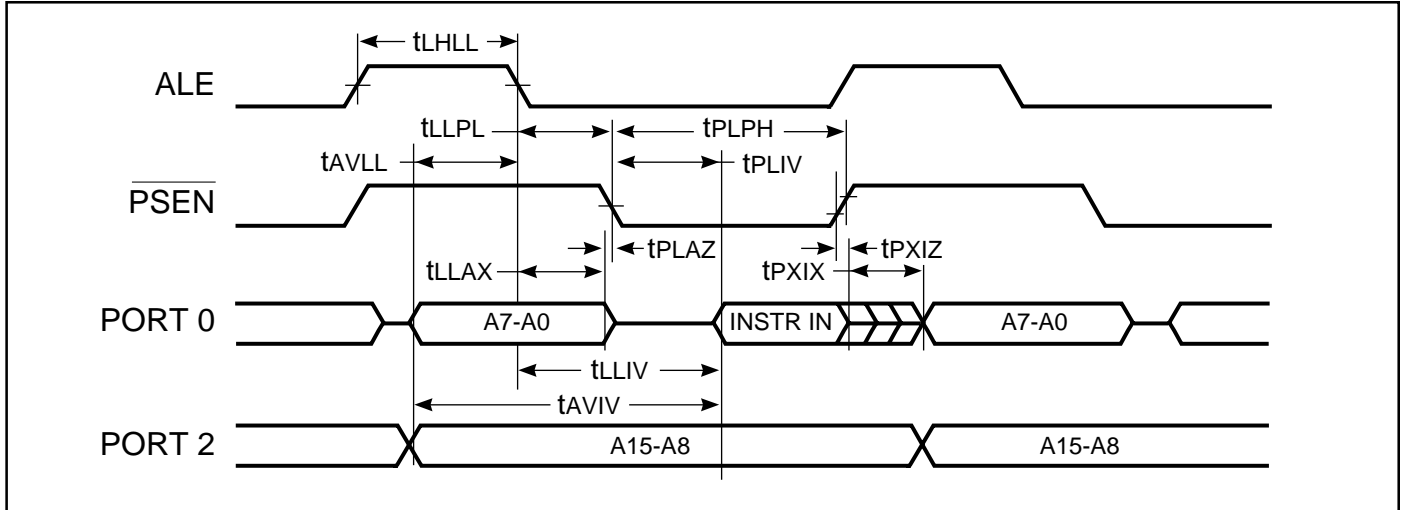 tLHLL
ALE
tLLPL
tPLPH
tAVLL
tPLIV
PSEN
tPLAZ
tPXIZ
tLLAX
tPXIX
PORT 0
A7-A0
INSTR IN
A7-A0
tLLIV
tAVIV
PORT 2
A15-A8
A15-A8